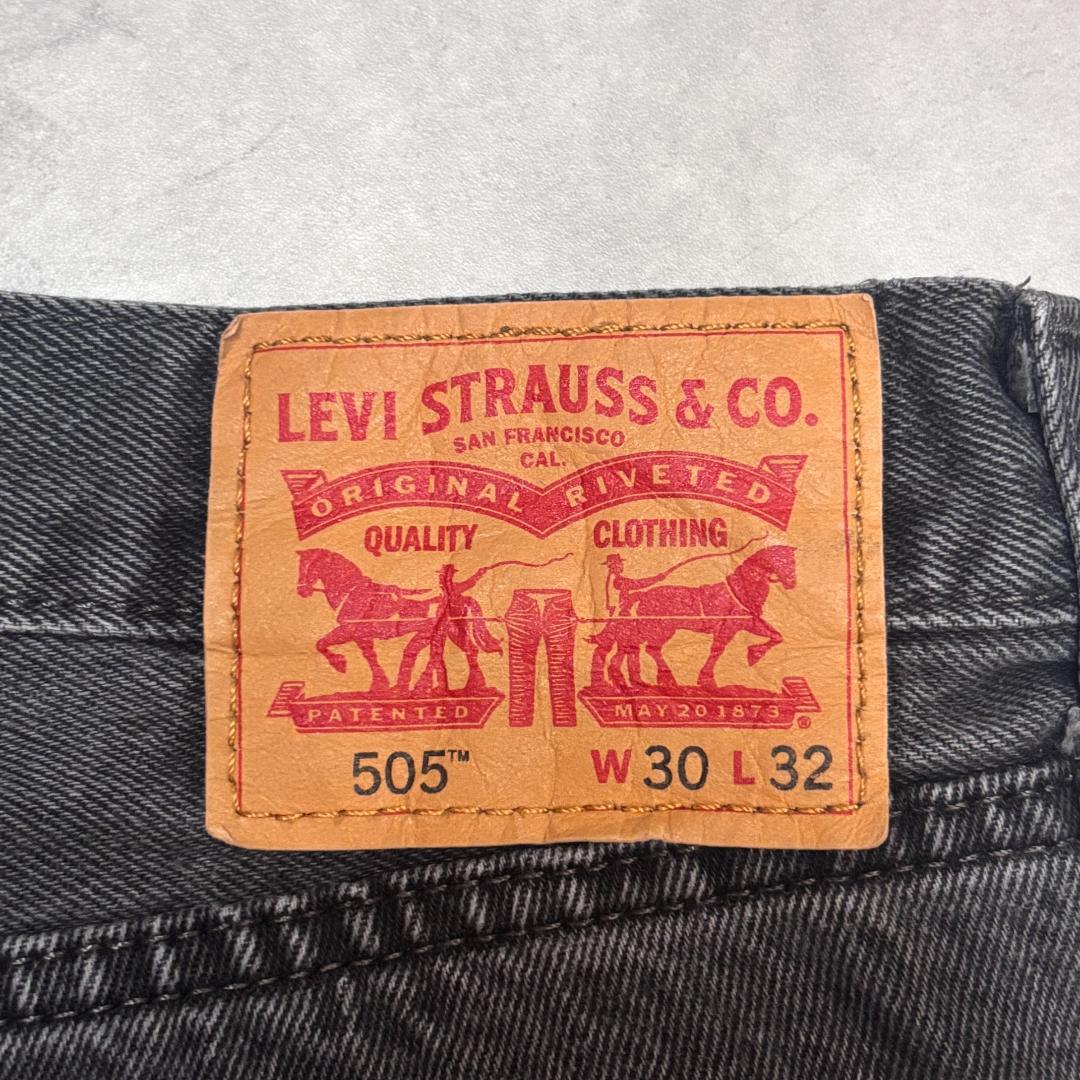 LEVI STRAUSS & CO.
SAN FRANCISCO
CAL.
ORIGINAL RIVETED
QUALITY CLOTHING
PATENTED MAY 20 1873 ®
505™ W 30 L 32